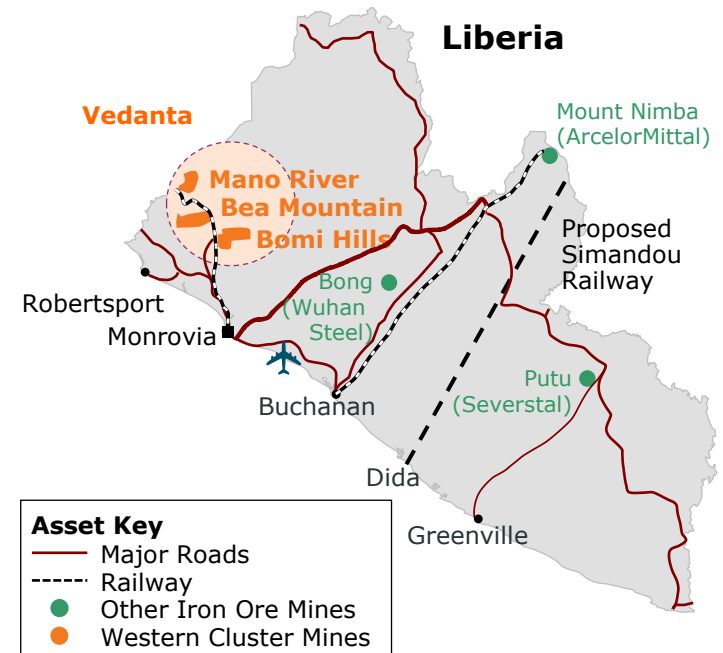 Liberia
Vedanta
Mount Nimba
(ArcelorMittal)
Mano River
Bea Mountain
Bomi Hills
Proposed
Simandou
Railway
Robertsport
Monrovia
Bong
(Wuhan
Steel)
Buchanan
Putu
(Severstal)
Dida
Greenville
Asset Key
Major Roads
Railway
Other Iron Ore Mines
Western Cluster Mines